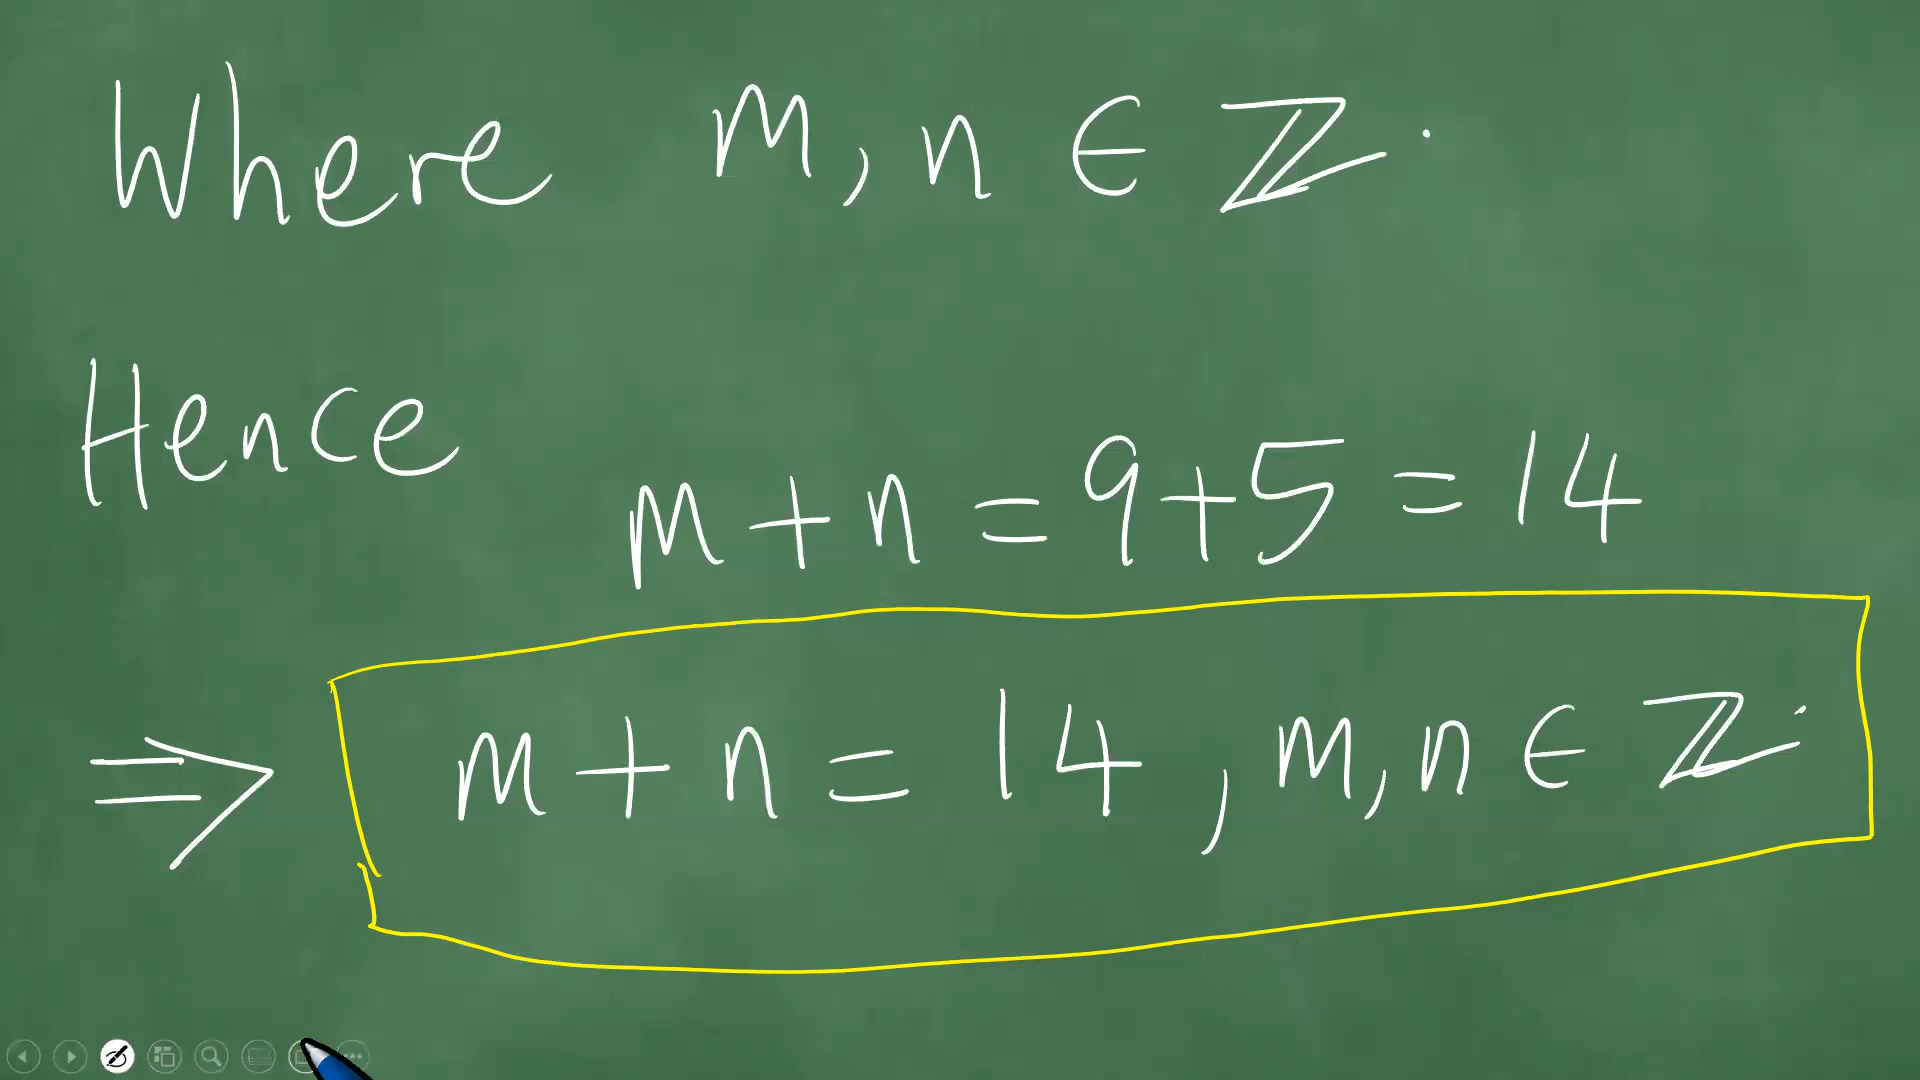 Where m, n ∈ ℤ.
Hence
m + n = 9 + 5 = 14
⇒ m + n = 14 , m, n ∈ ℤ.